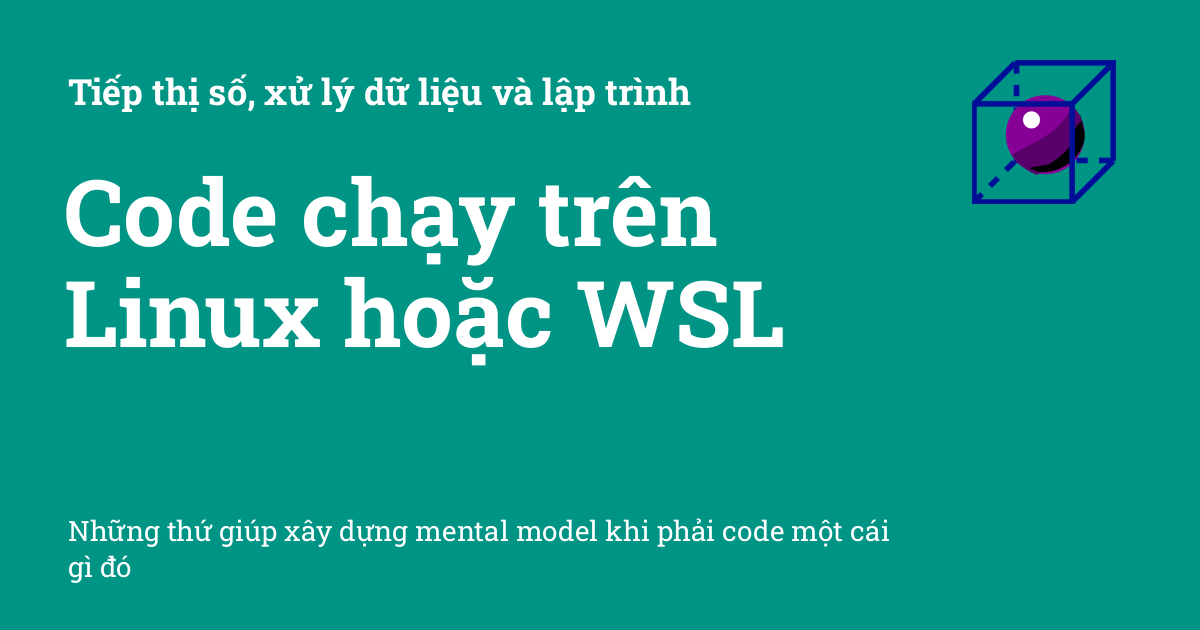 Tiếp thị số, xử lý dữ liệu và lập trình
Code chạy trên
Linux hoặc WSL
Những thứ giúp xây dựng mental model khi phải code một cái
gì đó